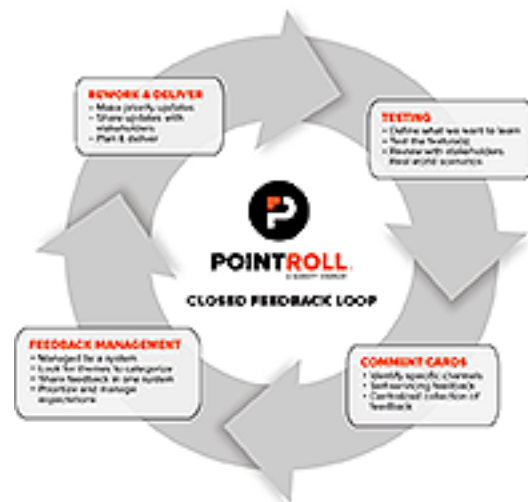 REWORK & DELIVER
- Make priority updates
- Share updates with
stakeholders
- Plan & deliver
TESTING
- Define what we want to learn
- Test the feature(s)
- Review with stakeholders
Real world scenarios
POINTROLL
CLOSED FEEDBACK LOOP
FEEDBACK MANAGEMENT
• Managed in a system
• Look for themes to categorize
• Share feedback in one system
• Prioritize and manage
expectations
COMMENT CARDS
• Identify specific channels
• Self-servicing feedback
• Centralized collection of
feedback